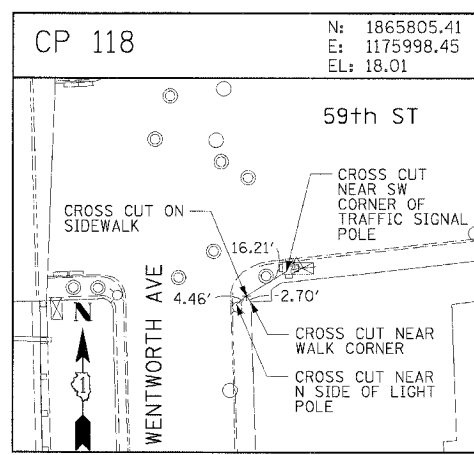 CP 118
N: 1865805.41
E: 1175998.45
EL: 18.01
59th ST
CROSS CUT
NEAR SW
CORNER OF
TRAFFIC SIGNAL
POLE
CROSS CUT ON
SIDEWALK
16.21'
4.46'
2.70'
WENTWORTH AVE
N
1
CROSS CUT NEAR
WALK CORNER
CROSS CUT NEAR
N SIDE OF LIGHT
POLE